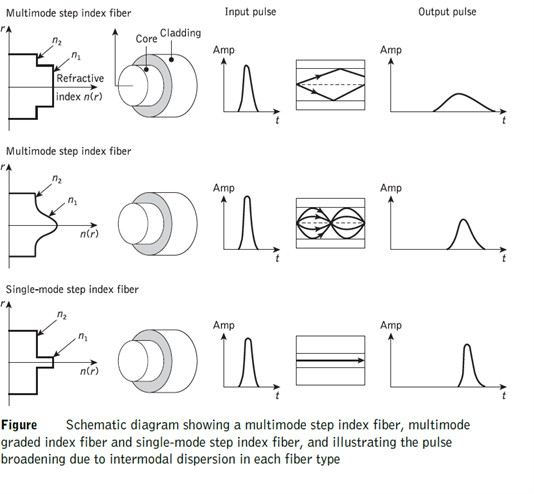 Multimode step index fiber
Input pulse
Output pulse
r
n2
n1
Refractive
index n(r)
Core
Cladding
Amp
t
Amp
t
Multimode step index fiber
r
n2
n1
n(r)
Amp
t
Amp
t
Single-mode step index fiber
r
n2
n1
n(r)
Amp
t
Amp
t
Figure Schematic diagram showing a multimode step index fiber, multimode
graded index fiber and single-mode step index fiber, and illustrating the pulse
broadening due to intermodal dispersion in each fiber type